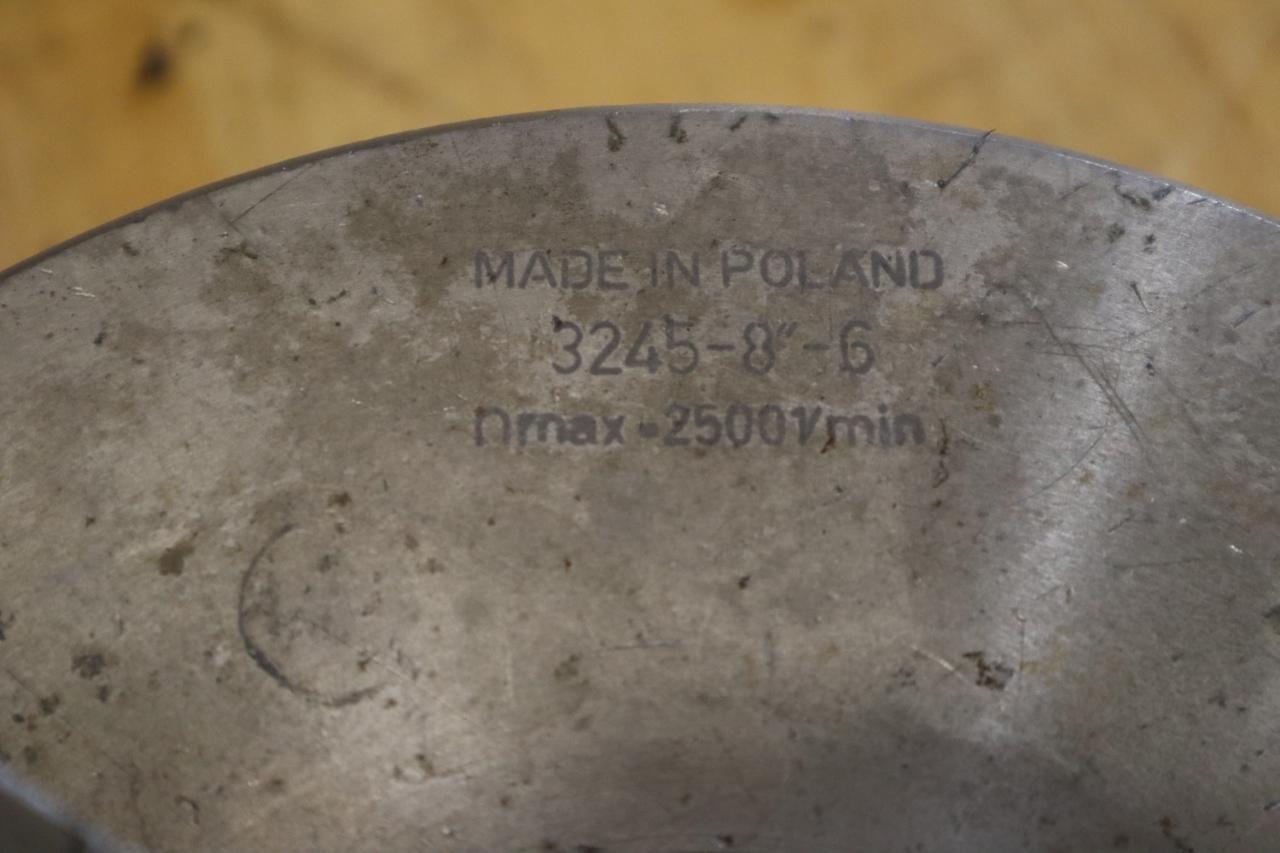 MADE IN POLAND
3245-8"-6
nmax·2500 1/min